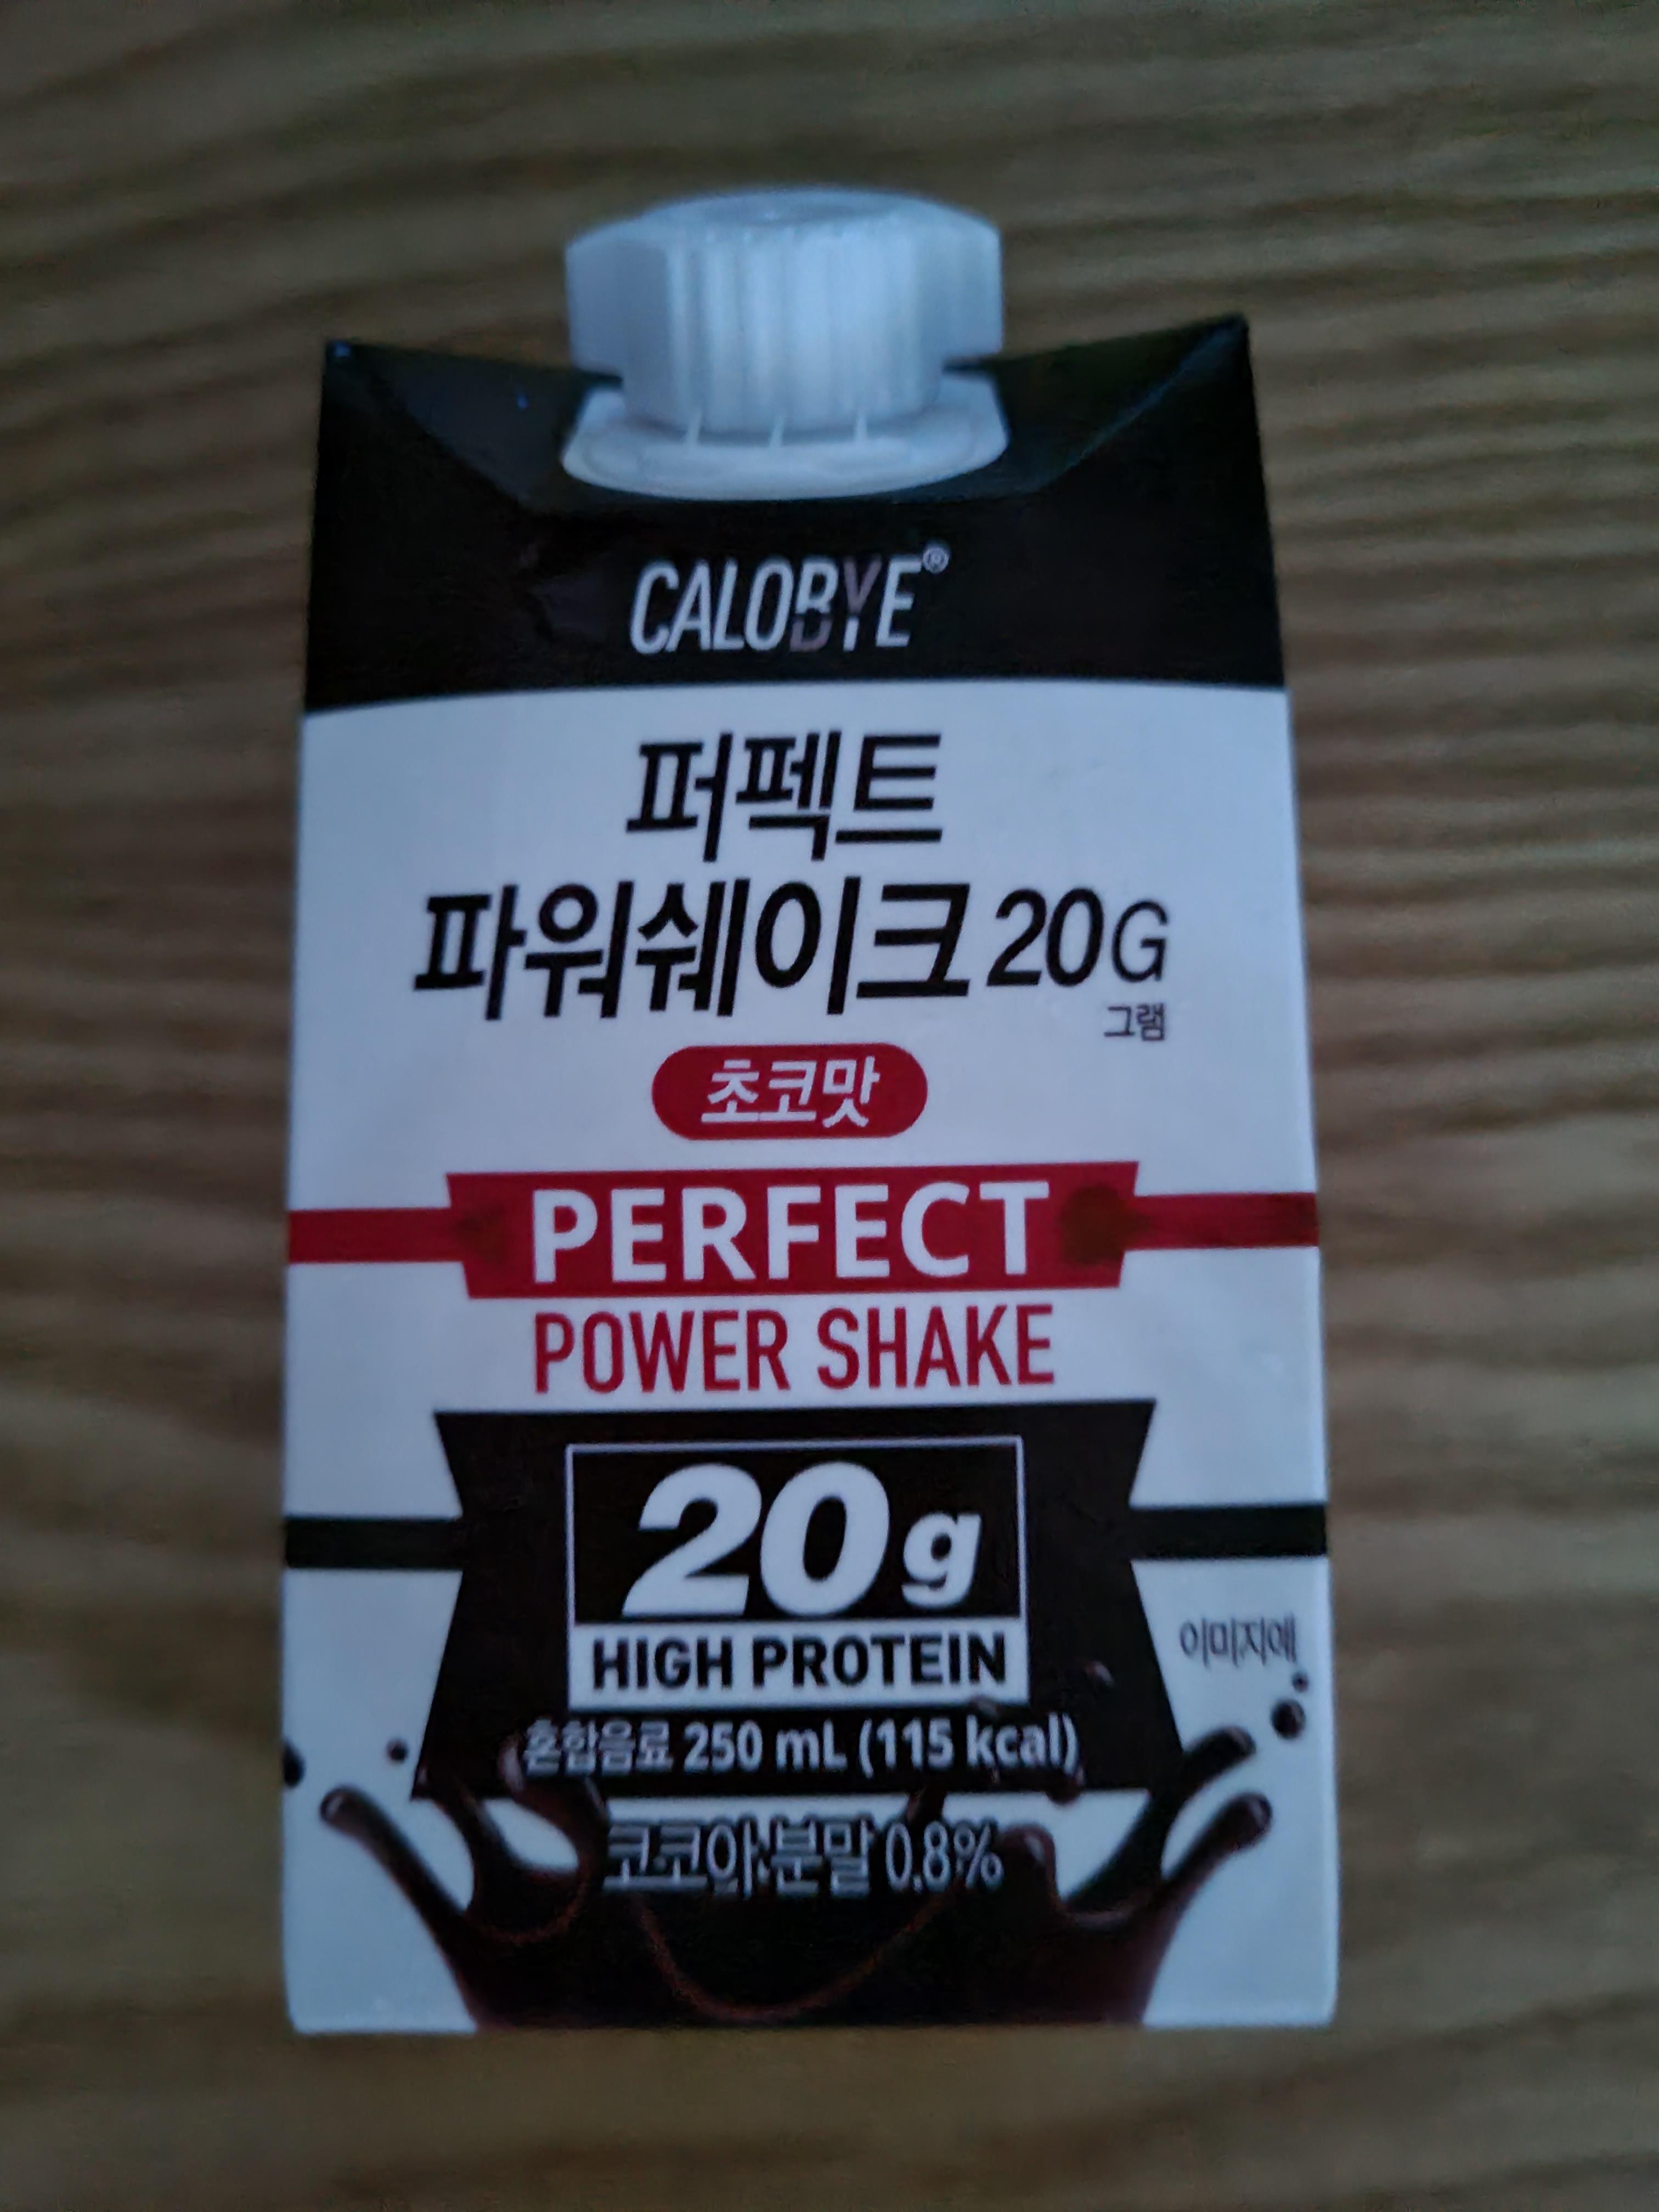 CALOBYE®
퍼펙트
파워쉐이크 20G
그램
초코맛
PERFECT
POWER SHAKE
20g
HIGH PROTEIN
이미지예
혼합음료 250 mL (115 kcal)
코코아분말 0.8%